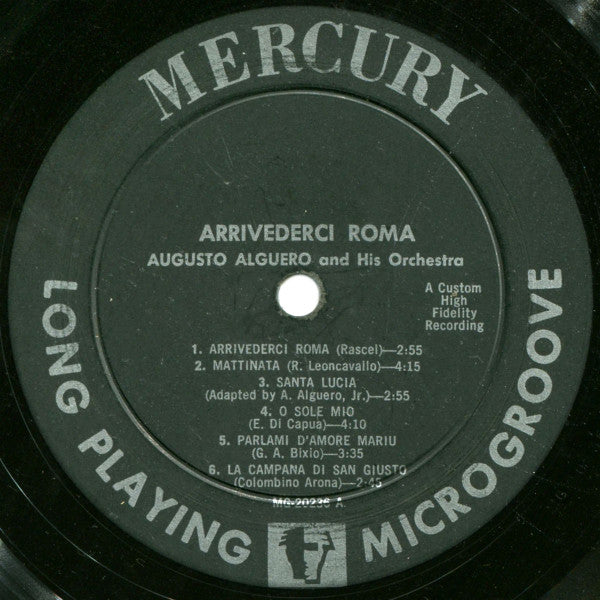 MERCURY
ARRIVEDERCI ROMA
AUGUSTO ALGUERO and His Orchestra
A Custom
High
Fidelity
Recording
1. ARRIVEDERCI ROMA (Rascel)—2:55
2. MATTINATA (R. Leoncavallo)—4:15
3. SANTA LUCIA
(Adapted by A. Alguero, Jr.)—2:55
4. O SOLE MIO
(E. Di Capua)—4:10
5. PARLAMI D'AMORE MARIU
(G. A. Bixio)—3:35
6. LA CAMPANA DI SAN GIUSTO
(Colombino Arona)—2:45
MG-20236 A
LONG PLAYING
MICROGROOVE